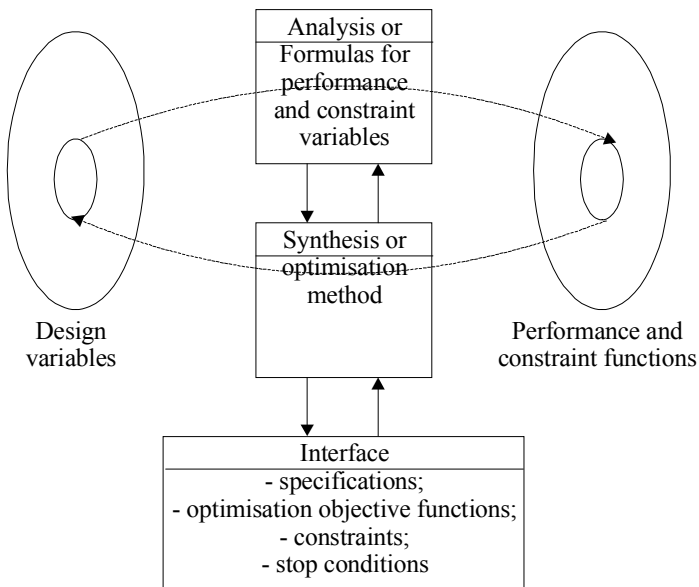 Analysis or
Formulas for
performance
and constraint
variables
Synthesis or
optimisation
method
Design
variables
Performance and
constraint functions
Interface
- specifications;
- optimisation objective functions;
- constraints;
- stop conditions